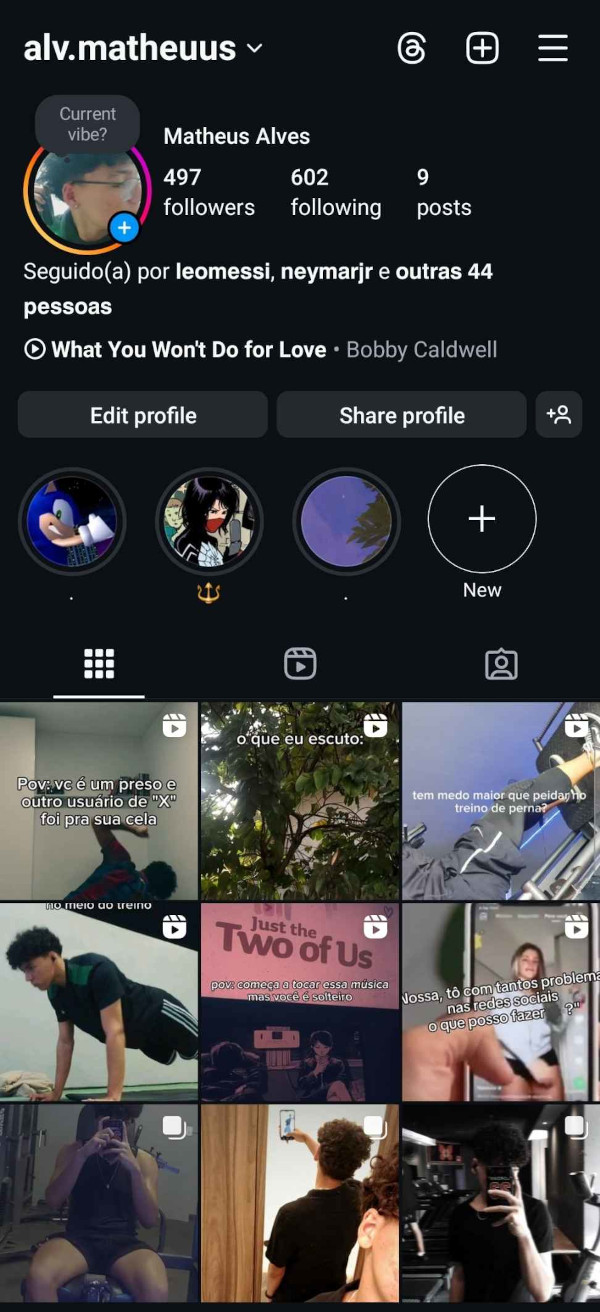 alv.matheuus
Current
vibe?
Matheus Alves
497 602 9
followers following posts
Seguido(a) por leomessi, neymarjr e outras 44
pessoas
What You Won't Do for Love • Bobby Caldwell
Edit profile Share profile
. 🔱 . New
Pov: vc é um preso e
outro usuário de "X"
foi pra sua cela
o que eu escuto:
tem medo maior que peidar no
treino de perna?
no meio do treino
Just the
Two of Us
pov: começa a tocar essa música
mas você é solteiro
Nossa, tô com tantos problema
nas redes sociais
o que posso fazer ?"